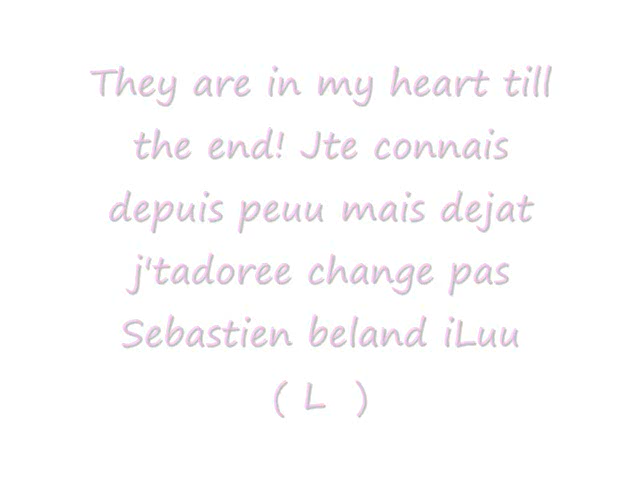 They are in my heart till
the end! Jte connais
depuis peuu mais dejat
j'tadoree change pas
Sebastien beland iLuu
( L )